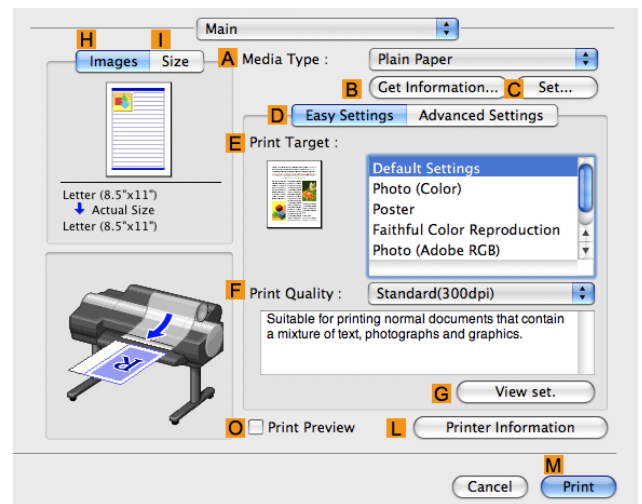 Main
H I
Images Size
A Media Type : Plain Paper
B Get Information... C Set...
D Easy Settings Advanced Settings
E Print Target :
Default Settings
Photo (Color)
Poster
Faithful Color Reproduction
Photo (Adobe RGB)
Letter (8.5"x11")
Actual Size
Letter (8.5"x11")
F Print Quality : Standard(300dpi)
Suitable for printing normal documents that contain
a mixture of text, photographs and graphics.
R
G View set.
O Print Preview L Printer Information
M
Cancel Print